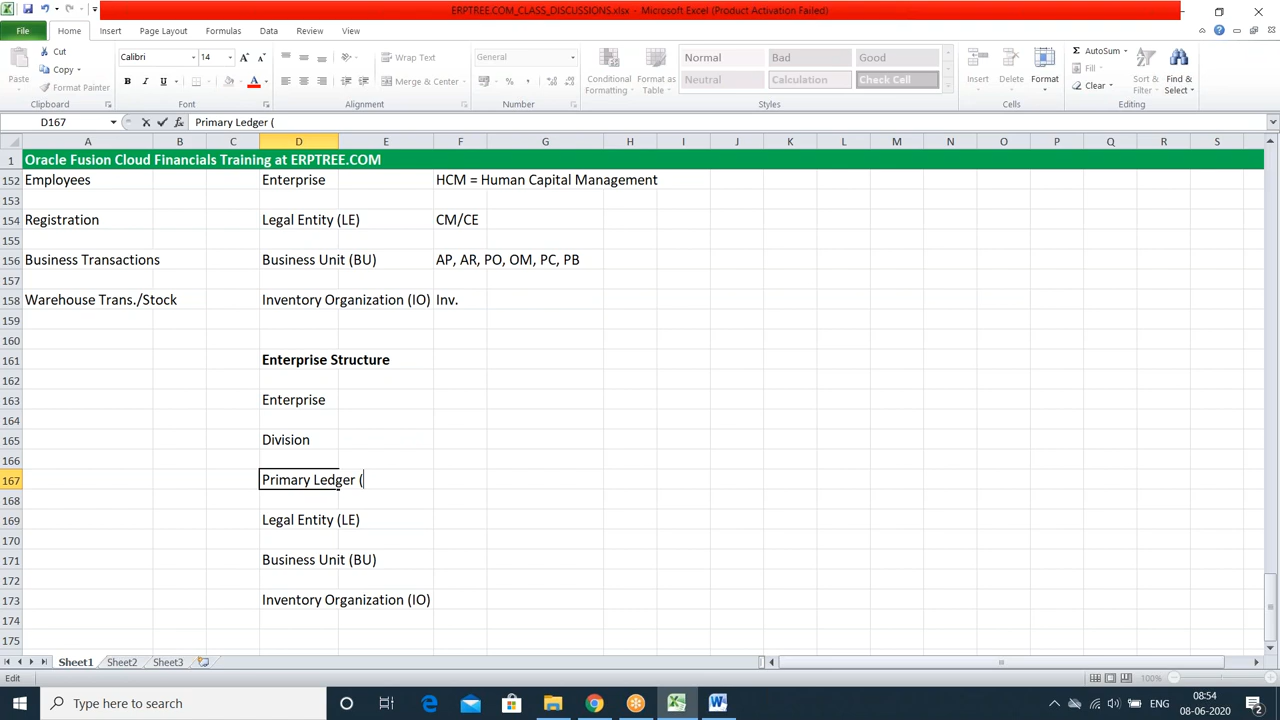 ERPTREE.COM_CLASS_DISCUSSIONS.xlsx - Microsoft Excel (Product Activation Failed)
File Home Insert Page Layout Formulas Data Review View
Paste Cut Copy Format Painter Clipboard
Calibri 14 B I U A Font
Wrap Text Merge & Center Alignment
General % , Number
Conditional Formatting Format as Table
Normal Bad Good
Neutral Calculation Check Cell
Styles
Insert Delete Format Cells
AutoSum Fill Clear Sort & Filter Find & Select Editing
D167 fx Primary Ledger (
A B C D E F G H I J K L M N O P Q R S
1 Oracle Fusion Cloud Financials Training at ERPTREE.COM
152 Employees Enterprise HCM = Human Capital Management
153
154 Registration Legal Entity (LE) CM/CE
155
156 Business Transactions Business Unit (BU) AP, AR, PO, OM, PC, PB
157
158 Warehouse Trans./Stock Inventory Organization (IO) Inv.
159
160
161 Enterprise Structure
162
163 Enterprise
164
165 Division
166
167 Primary Ledger (
168
169 Legal Entity (LE)
170
171 Business Unit (BU)
172
173 Inventory Organization (IO)
174
175
Sheet1 Sheet2 Sheet3
Edit 100%
Type here to search
ENG 08:54 08-06-2020 2